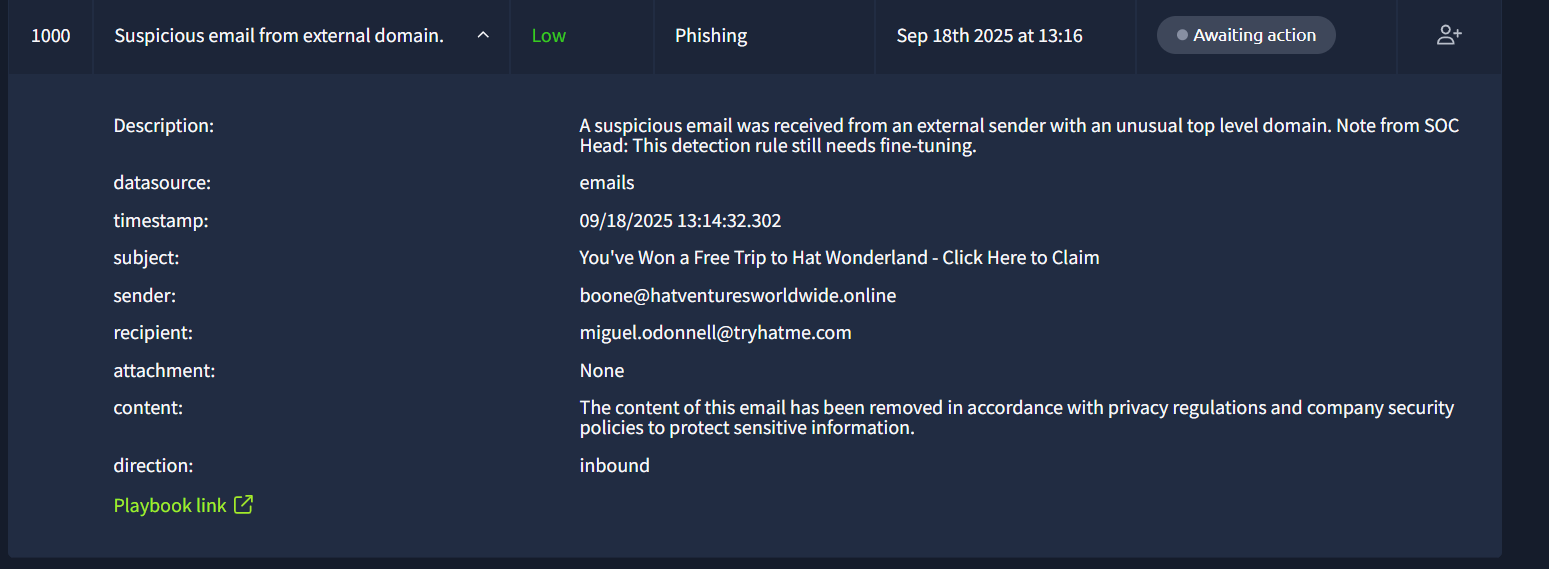 1000 Suspicious email from external domain. Low Phishing Sep 18th 2025 at 13:16 Awaiting action
Description: A suspicious email was received from an external sender with an unusual top level domain. Note from SOC
Head: This detection rule still needs fine-tuning.
datasource: emails
timestamp: 09/18/2025 13:14:32.302
subject: You've Won a Free Trip to Hat Wonderland - Click Here to Claim
sender: boone@hatventuresworldwide.online
recipient: miguel.odonnell@tryhatme.com
attachment: None
content: The content of this email has been removed in accordance with privacy regulations and company security
policies to protect sensitive information.
direction: inbound
Playbook link